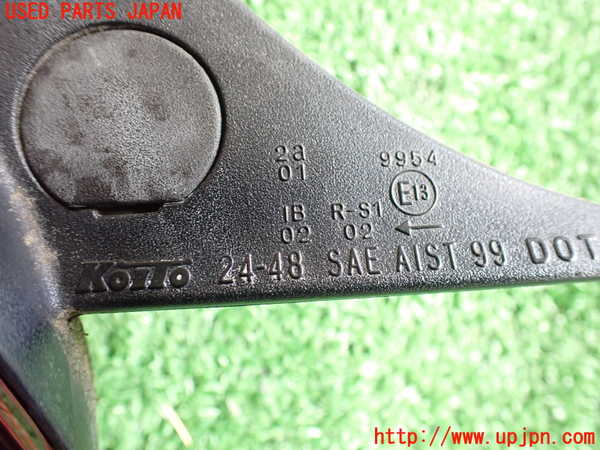 USED PARTS JAPAN
2a 9954
01 E13
IB R-S1
02 02 ←
KOITO 24-48 SAE AIST 99 DOT
http://www.upjpn.com